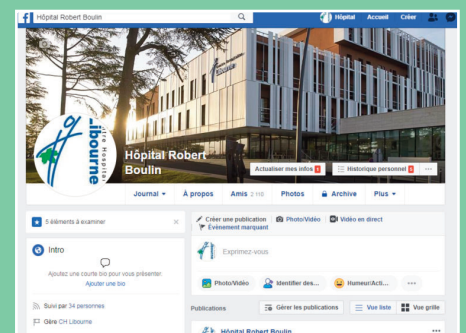 Hôpital Robert Boulin
Hôpital Accueil Créer
Libourne
Hôpital Robert Boulin
Actualiser mes infos
Historique personnel
Journal À propos Amis Photos Archive Plus
5 éléments à examiner
Créer une publication Photo/Vidéo Vidéo en direct
Évènement marquant
Intro
Exprimez-vous
Ajoutez une courte bio pour vous présenter.
Ajouter une bio
Photo/Vidéo Identifier des... Humeur/Acti...
Suivi par 34 personnes
Publications Gérer les publications Vue liste Vue grille
Gère CH Libourne
Hôpital Robert Boulin